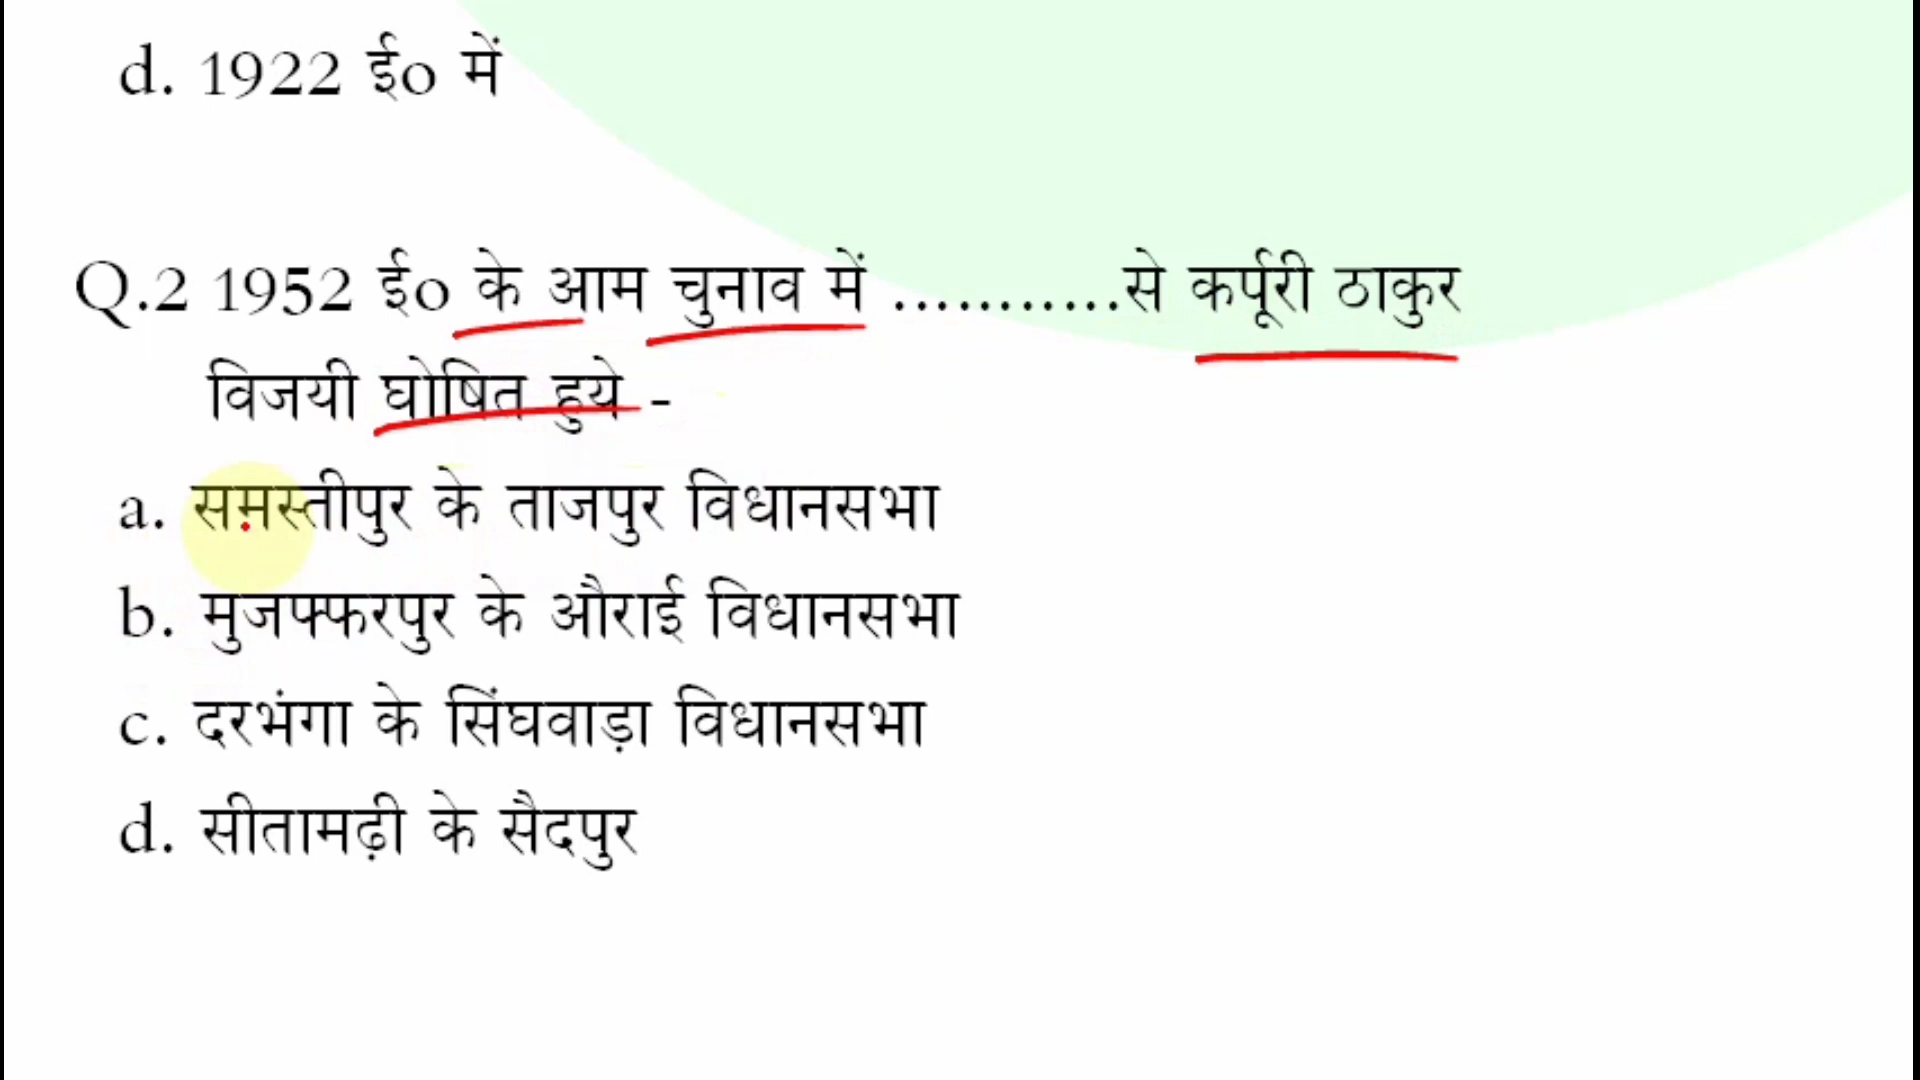 d. 1922 ई० में
Q.2 1952 ई० के आम चुनाव में ...........से कर्पूरी ठाकुर
विजयी घोषित हुये -
a. समस्तीपुर के ताजपुर विधानसभा
b. मुजफ्फरपुर के औराई विधानसभा
c. दरभंगा के सिंघवाड़ा विधानसभा
d. सीतामढ़ी के सैदपुर